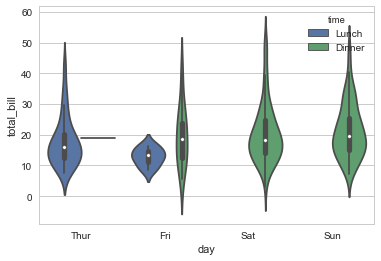 60
50
40
30
20
10
0
total_bill
time
Lunch
Dinner
Thur
Fri
Sat
Sun
day